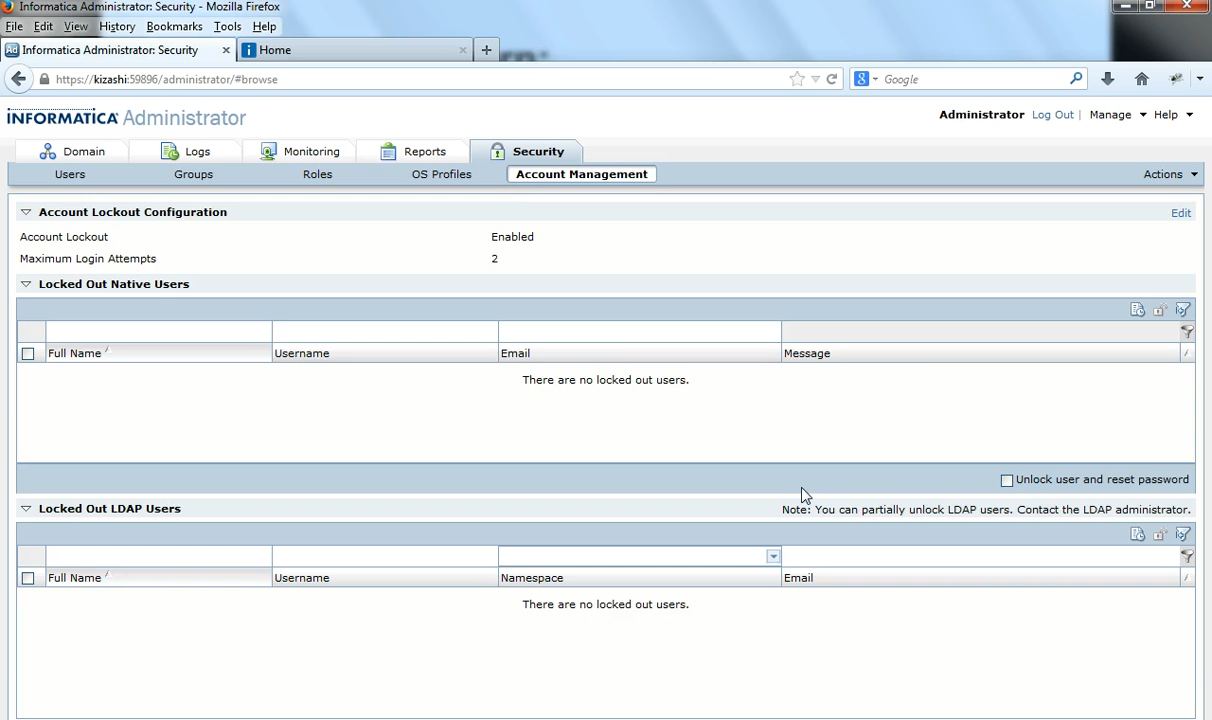 Informatica Administrator: Security - Mozilla Firefox
File Edit View History Bookmarks Tools Help
Ad Informatica Administrator: Security × i Home × +
https://kizashi:59896/administrator/#browse
8 Google
INFORMATICA Administrator
Administrator Log Out | Manage Help
Domain Logs Monitoring Reports Security
Users Groups Roles OS Profiles Account Management Actions
Account Lockout Configuration Edit
Account Lockout Enabled
Maximum Login Attempts 2
Locked Out Native Users
Full Name Username Email Message
There are no locked out users.
Unlock user and reset password
Locked Out LDAP Users Note: You can partially unlock LDAP users. Contact the LDAP administrator.
Full Name Username Namespace Email
There are no locked out users.